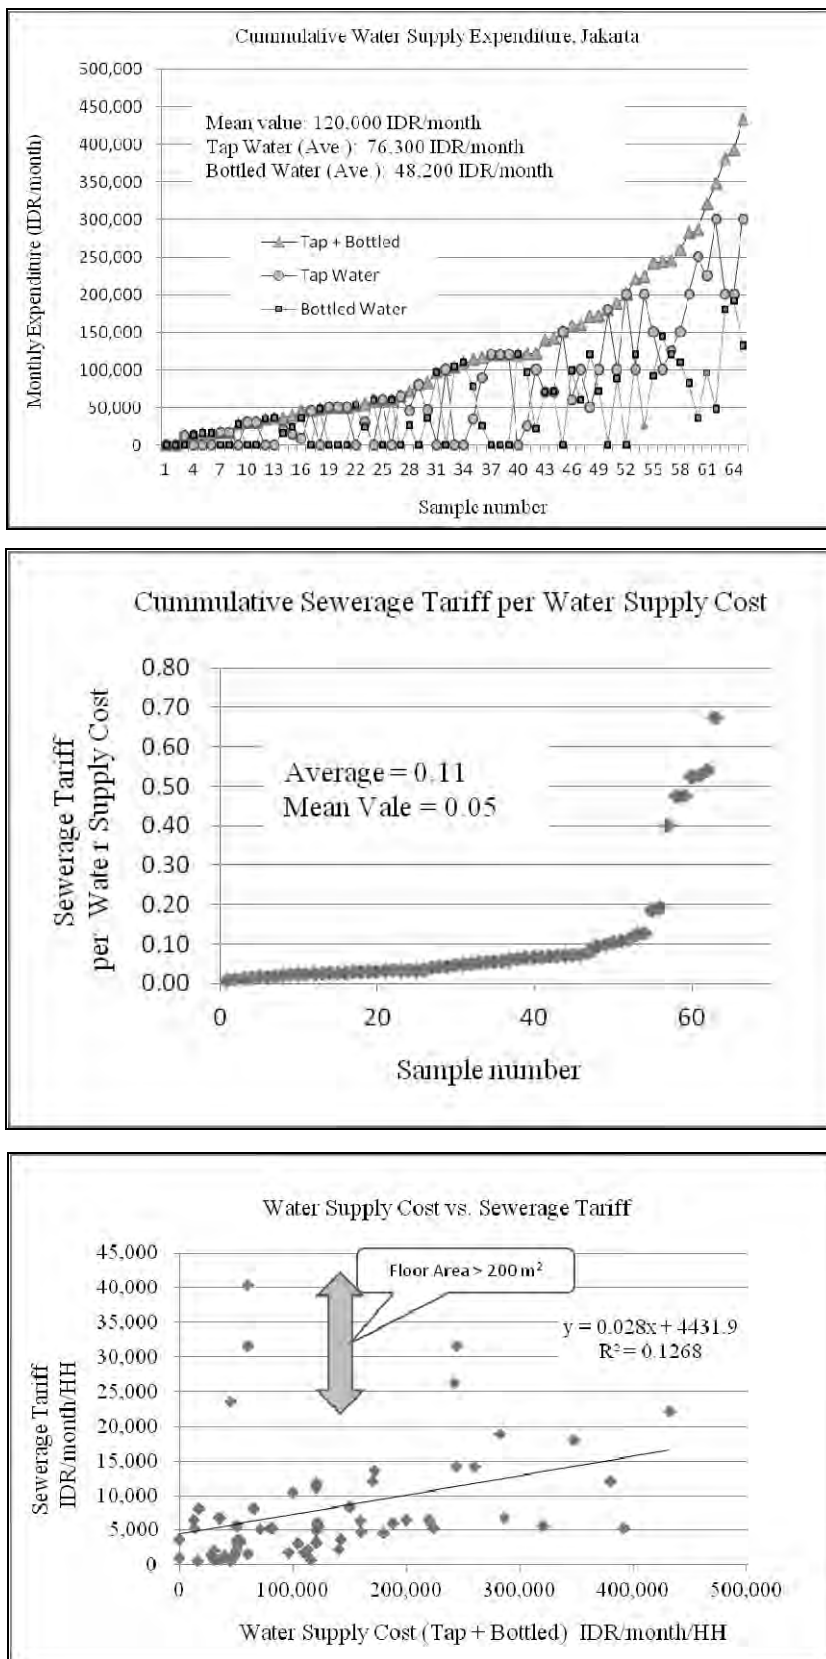 Cummulative Water Supply Expenditure, Jakarta
500,000
450,000
400,000
350,000
300,000
250,000
200,000
150,000
100,000
50,000
0
Monthly Expenditure (IDR/month)
Mean value: 120,000 IDR/month
Tap Water (Ave.): 76,300 IDR/month
Bottled Water (Ave.): 48,200 IDR/month
Tap + Bottled
Tap Water
Bottled Water
1 4 7 10 13 16 19 22 25 28 31 34 37 40 43 46 49 52 55 58 61 64
Sample number
Cummulative Sewerage Tariff per Water Supply Cost
0.80
0.70
0.60
0.50
0.40
0.30
0.20
0.10
0.00
Sewerage Tariff
per Water Supply Cost
Average = 0.11
Mean Vale = 0.05
0 20 40 60
Sample number
Water Supply Cost vs. Sewerage Tariff
45,000
40,000
35,000
30,000
25,000
20,000
15,000
10,000
5,000
0
Sewerage Tariff
IDR/month/HH
Floor Area > 200 m²
y = 0.028x + 4431.9
R² = 0.1268
0 100,000 200,000 300,000 400,000 500,000
Water Supply Cost (Tap + Bottled) IDR/month/HH